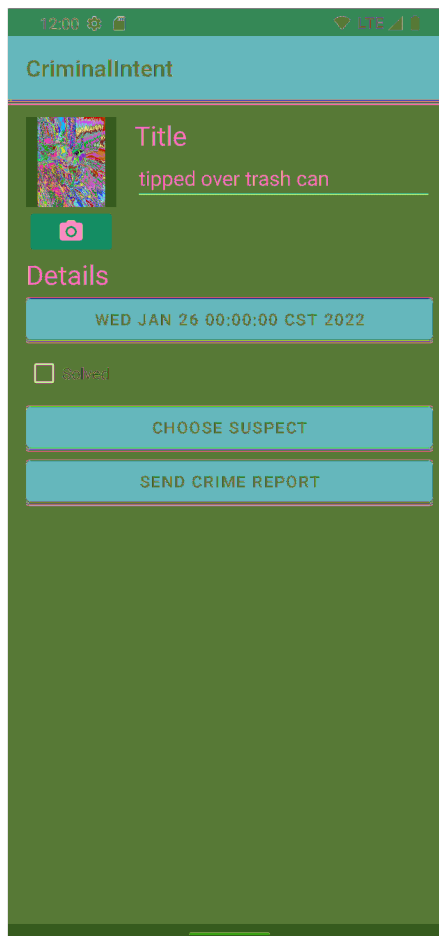 12:00 LTE
CriminalIntent
Title
tipped over trash can
Details
WED JAN 26 00:00:00 CST 2022
Solved
CHOOSE SUSPECT
SEND CRIME REPORT